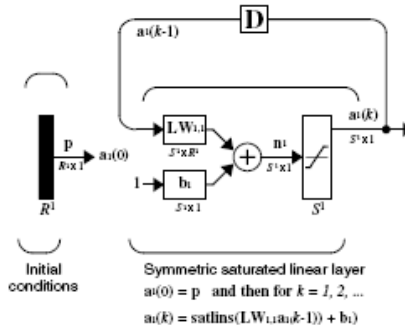 a1(k-1)
D
p
R1x1
a1(0)
R1
LW1,1
S1xR1
1
b1
S1x1
n1
S1x1
S1
a1(k)
S1x1
Initial
conditions
Symmetric saturated linear layer
a1(0) = p and then for k = 1, 2, ...
a1(k) = satlins(LW1,1a1(k-1)) + b1)